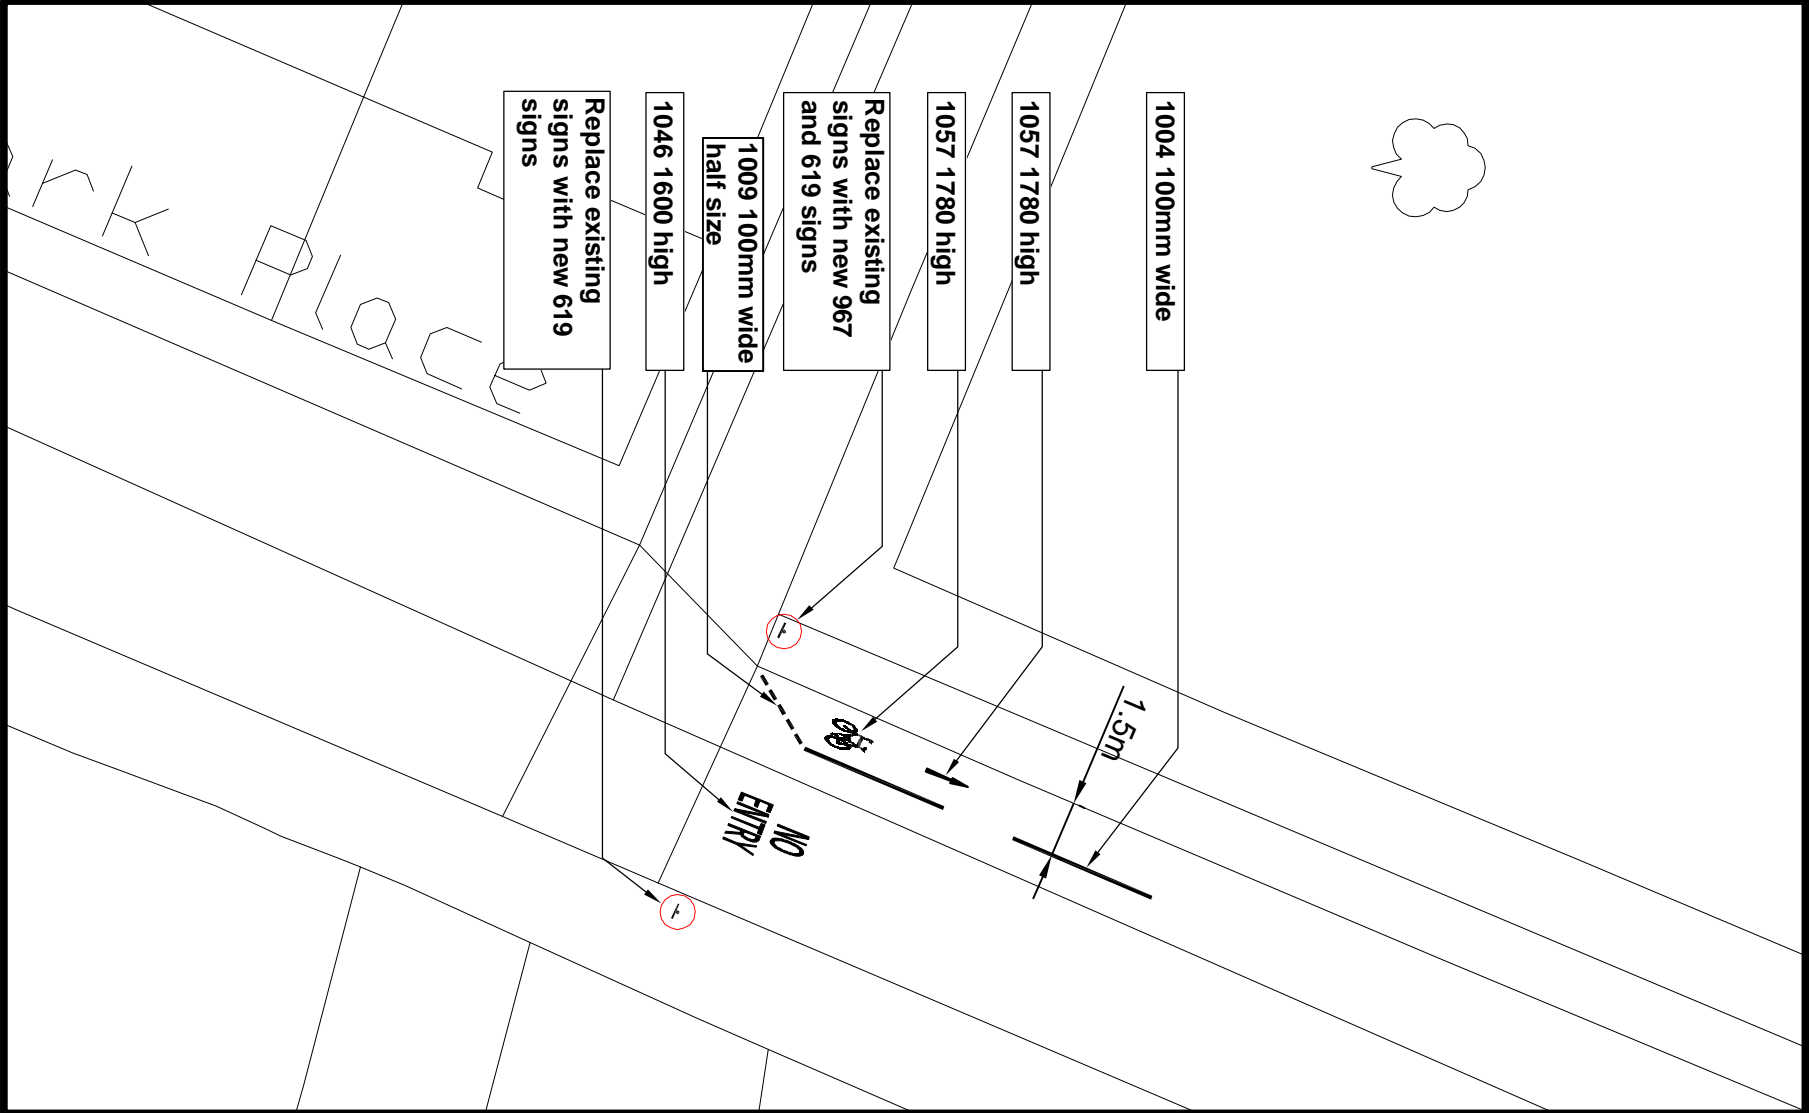 1004 100mm wide
1057 1780 high
1057 1780 high
Replace existing
signs with new 967
and 619 signs
1009 100mm wide
half size
1046 1600 high
Replace existing
signs with new 619
signs
1.5m
NO
ENTRY
ark Place